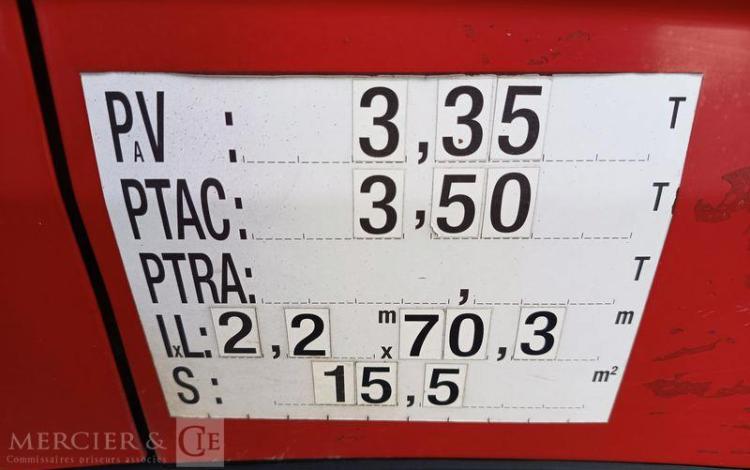 PAV : 3,35 T
PTAC: 3,50 T
PTRA: , T
IxL: 2,2 m x 70,3 m
S : 15,5 m²
MERCIER & CIE
Commissaires priseurs associés